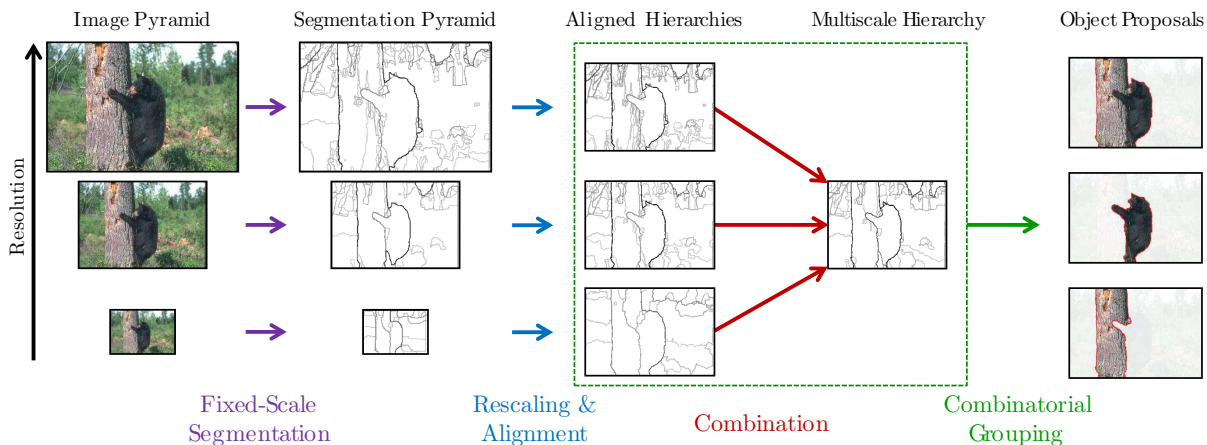 Image Pyramid
Segmentation Pyramid
Aligned Hierarchies
Multiscale Hierarchy
Object Proposals
Resolution
Fixed-Scale
Segmentation
Rescaling &
Alignment
Combination
Combinatorial
Grouping